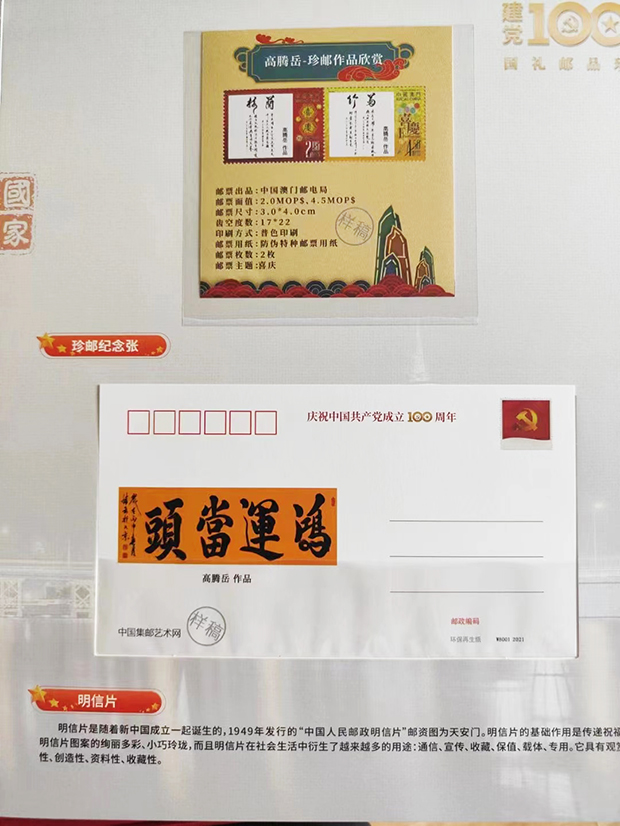 建党100
國家
高腾岳-珍邮作品欣赏
高腾岳 作品
高腾岳 作品
邮票出品:中国澳门邮电局
邮票面值:2.0MOP$,4.5MOP$
邮票尺寸:3.0*4.0cm
齿空度数:17*22
印刷方式:普色印刷
邮票用纸:防伪特种邮票用纸
邮票枚数:2枚
邮票主题:喜庆
样稿
珍邮纪念张
庆祝中国共产党成立100周年
鴻運當頭
高腾岳 作品
中国集邮艺术网
样稿
邮政编码
环保再生纸 WH001 2021
明信片
明信片是随着新中国成立一起诞生的,1949年发行的“中国人民邮政明信片”邮资图为天安门。明信片的基础作用是传递祝福
明信片图案的绚丽多彩、小巧玲珑,而且明信片在社会生活中衍生了越来越多的用途:通信、宣传、收藏、保值、载体、专用。它具有观
性、创造性、资料性、收藏性。